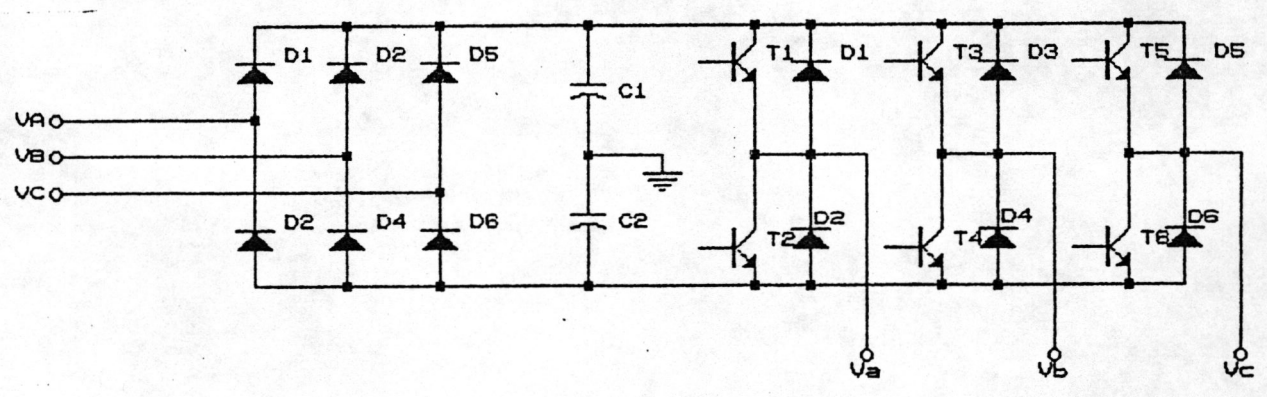 D1 D2 D5 C1 T1 D1 T3 D3 T5 D5
VA
VB
VC
D2 D4 D6 C2 T2 D2 T4 D4 T6 D6
Va Vb Vc